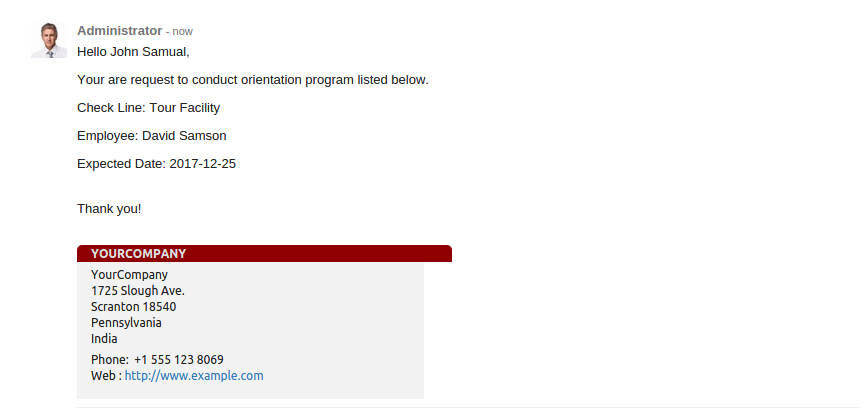 Administrator - now
Hello John Samual,
Your are request to conduct orientation program listed below.
Check Line: Tour Facility
Employee: David Samson
Expected Date: 2017-12-25
Thank you!
YOURCOMPANY
YourCompany
1725 Slough Ave.
Scranton 18540
Pennsylvania
India
Phone: +1 555 123 8069
Web : http://www.example.com